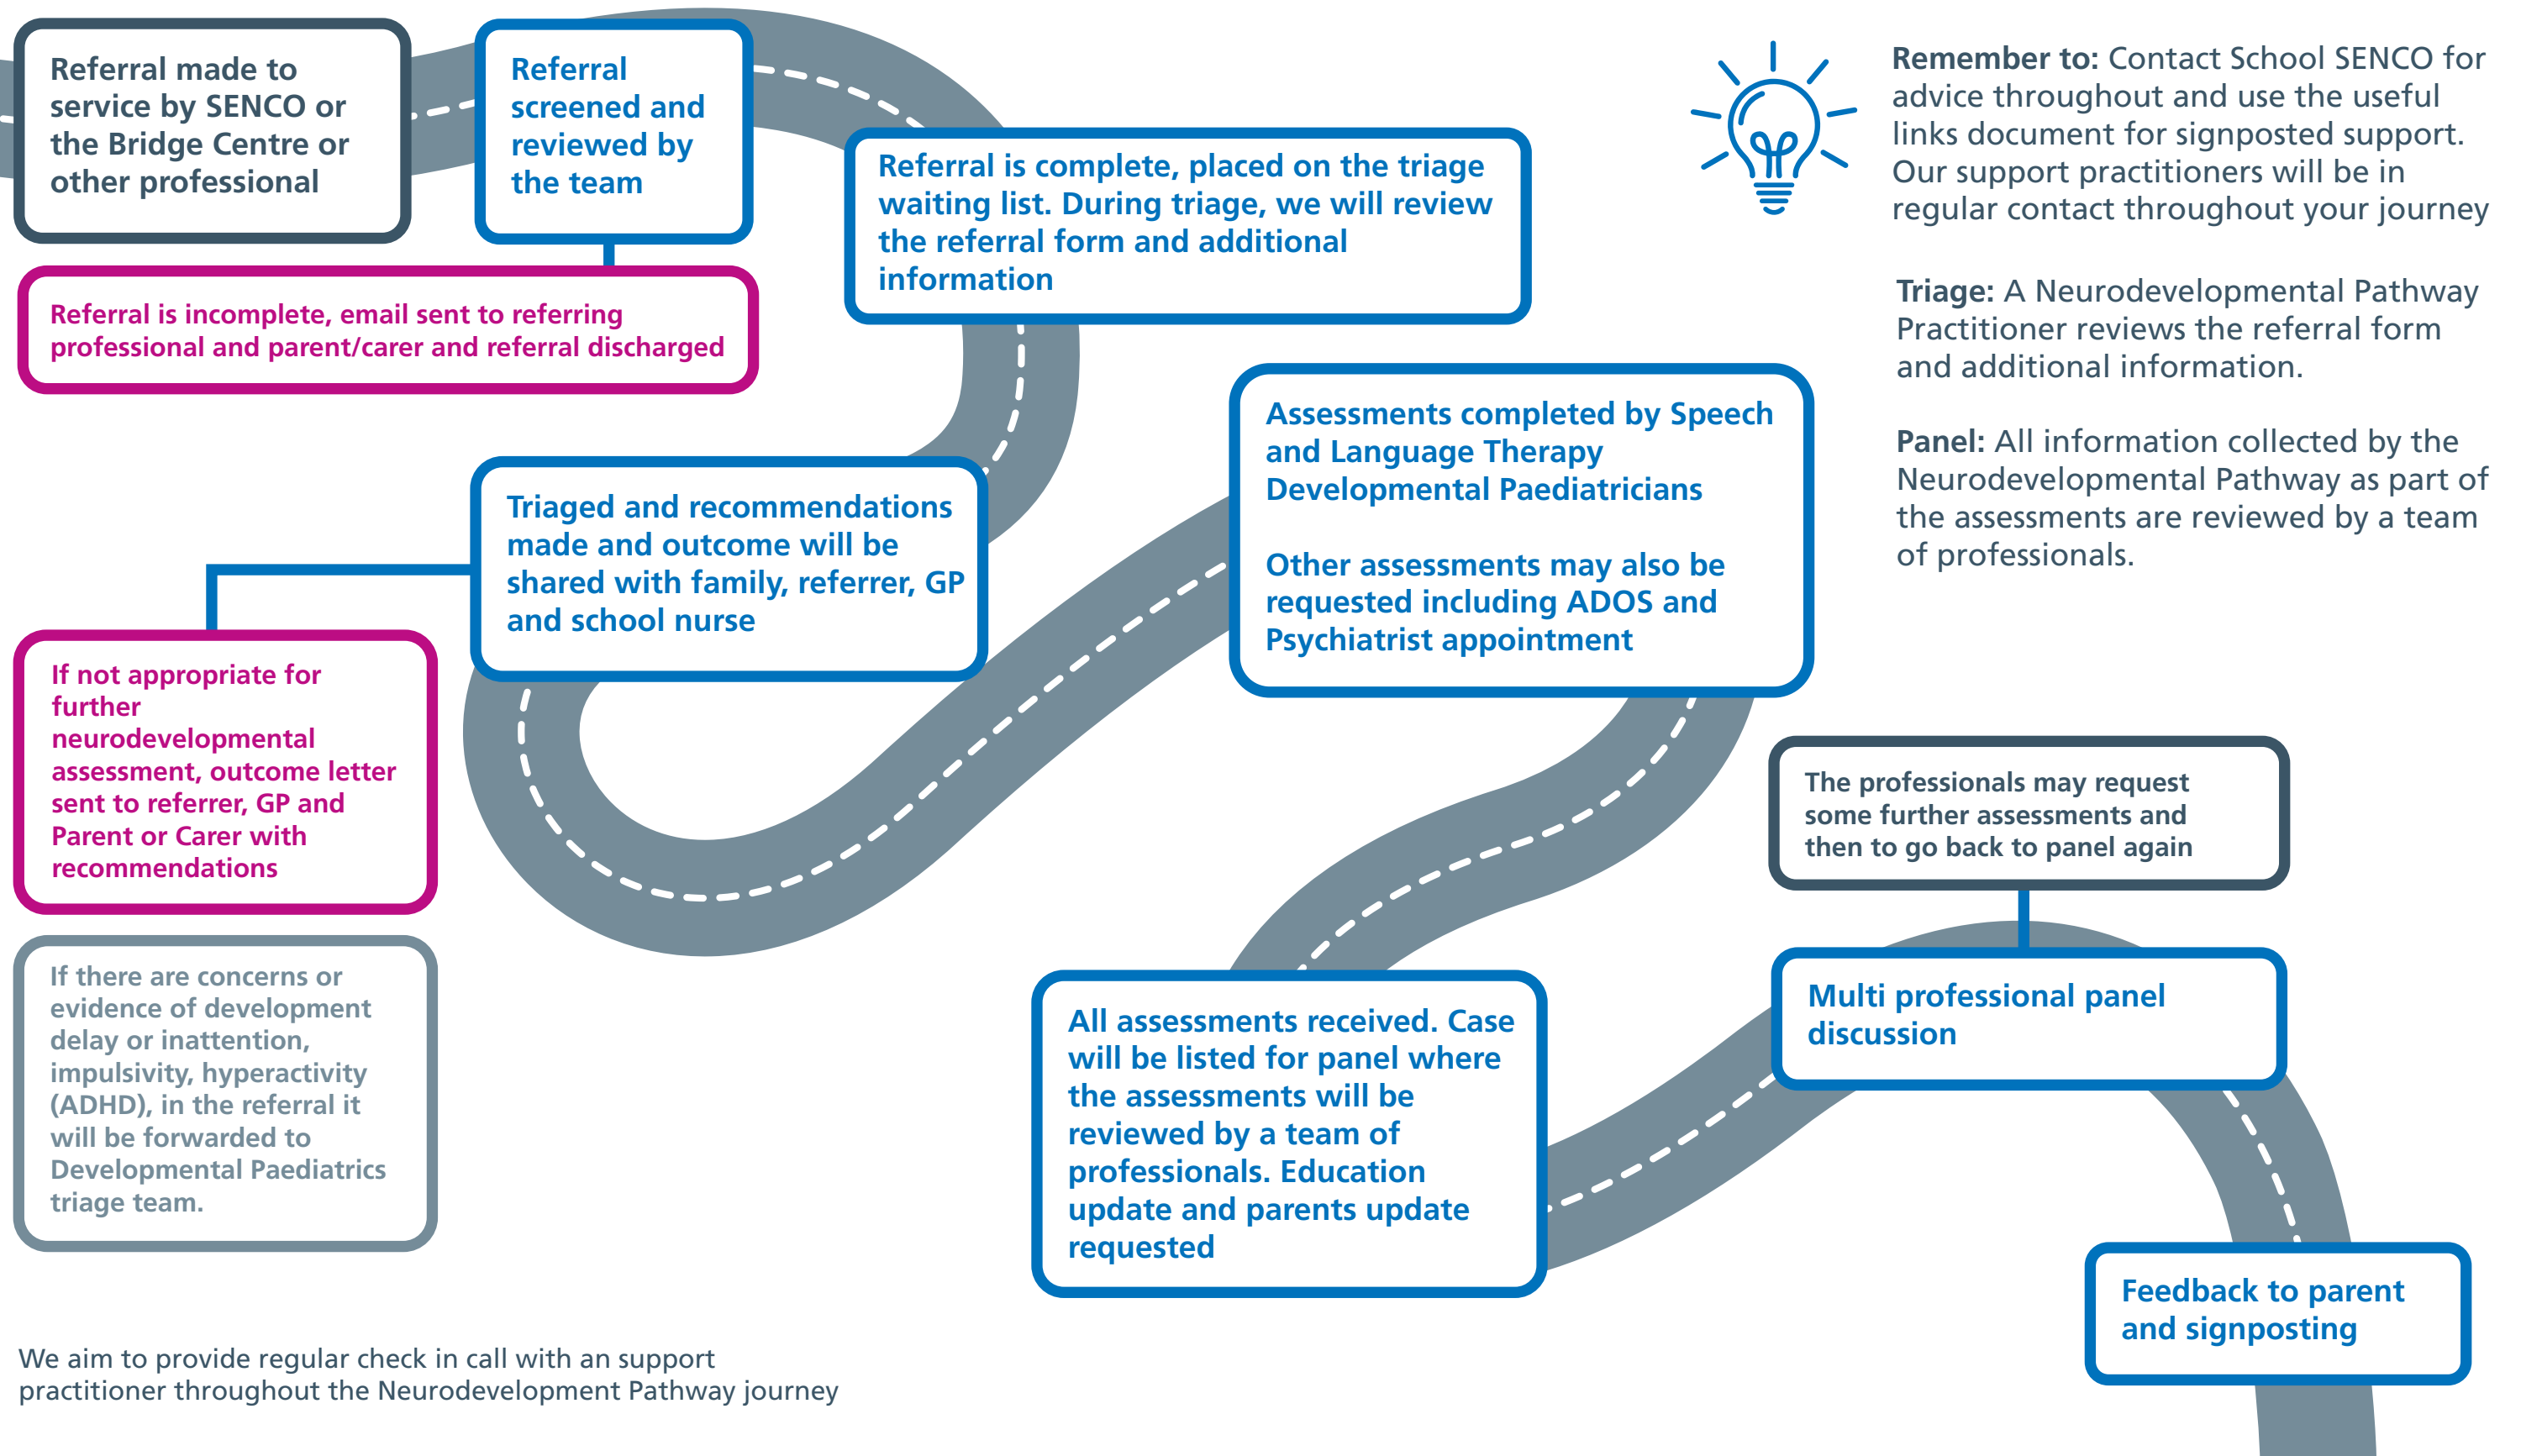 Referral made to
service by SENCO or
the Bridge Centre or
other professional
Referral
screened and
reviewed by
the team
Referral is incomplete, email sent to referring
professional and parent/carer and referral discharged
Referral is complete, placed on the triage
waiting list. During triage, we will review
the referral form and additional
information
Remember to: Contact School SENCO for
advice throughout and use the useful
links document for signposted support.
Our support practitioners will be in
regular contact throughout your journey
Triage: A Neurodevelopmental Pathway
Practitioner reviews the referral form
and additional information.
Panel: All information collected by the
Neurodevelopmental Pathway as part of
the assessments are reviewed by a team
of professionals.
Triaged and recommendations
made and outcome will be
shared with family, referrer, GP
and school nurse
If not appropriate for
further
neurodevelopmental
assessment, outcome letter
sent to referrer, GP and
Parent or Carer with
recommendations
If there are concerns or
evidence of development
delay or inattention,
impulsivity, hyperactivity
(ADHD), in the referral it
will be forwarded to
Developmental Paediatrics
triage team.
Assessments completed by Speech
and Language Therapy
Developmental Paediatricians
Other assessments may also be
requested including ADOS and
Psychiatrist appointment
All assessments received. Case
will be listed for panel where
the assessments will be
reviewed by a team of
professionals. Education
update and parents update
requested
The professionals may request
some further assessments and
then to go back to panel again
Multi professional panel
discussion
Feedback to parent
and signposting
We aim to provide regular check in call with an support
practitioner throughout the Neurodevelopment Pathway journey